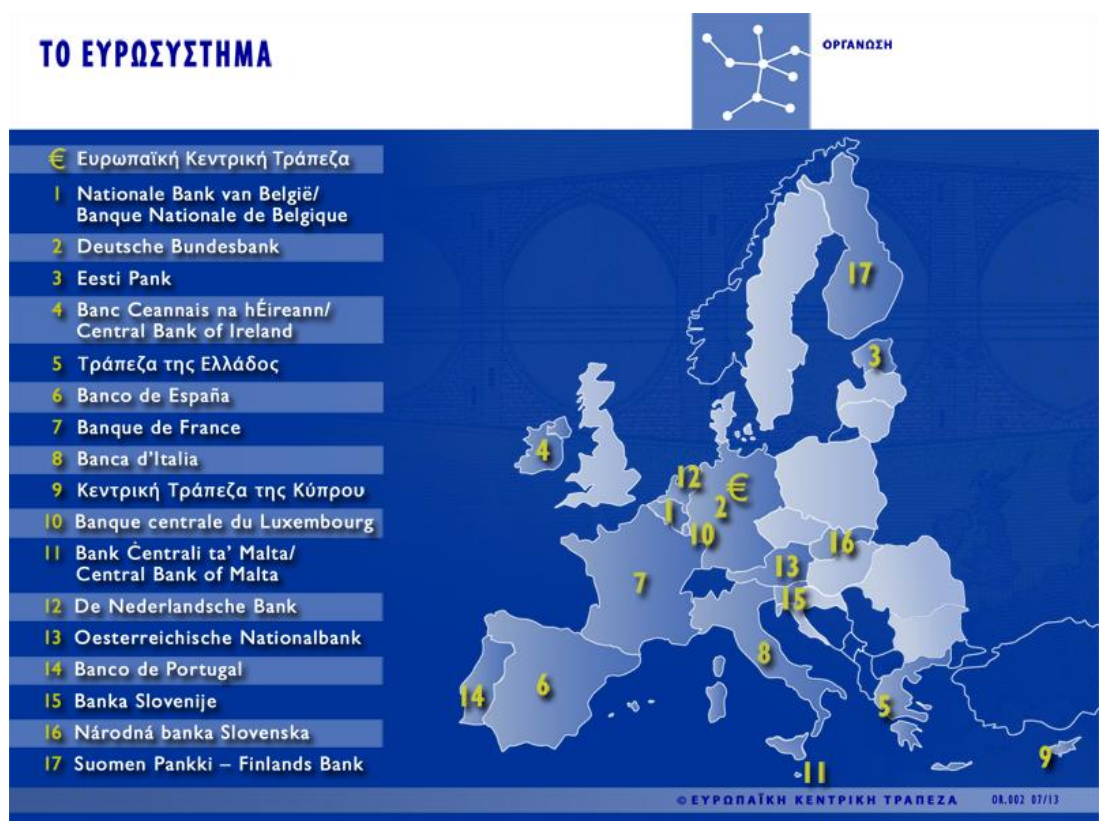 ΤΟ ΕΥΡΩΣΥΣΤΗΜΑ
ΟΡΓΑΝΩΣΗ
€ Ευρωπαϊκή Κεντρική Τράπεζα
1 Nationale Bank van België/
Banque Nationale de Belgique
2 Deutsche Bundesbank
3 Eesti Pank
4 Banc Ceannais na hÉireann/
Central Bank of Ireland
5 Τράπεζα της Ελλάδος
6 Banco de España
7 Banque de France
8 Banca d'Italia
9 Κεντρική Τράπεζα της Κύπρου
10 Banque centrale du Luxembourg
11 Bank Ċentrali ta' Malta/
Central Bank of Malta
12 De Nederlandsche Bank
13 Oesterreichische Nationalbank
14 Banco de Portugal
15 Banka Slovenije
16 Národná banka Slovenska
17 Suomen Pankki – Finlands Bank
17
3
4
12
€
1
2
10
16
13
7
15
8
14
6
5
9
11
© ΕΥΡΩΠΑΪΚΗ ΚΕΝΤΡΙΚΗ ΤΡΑΠΕΖΑ OR.002 07/13